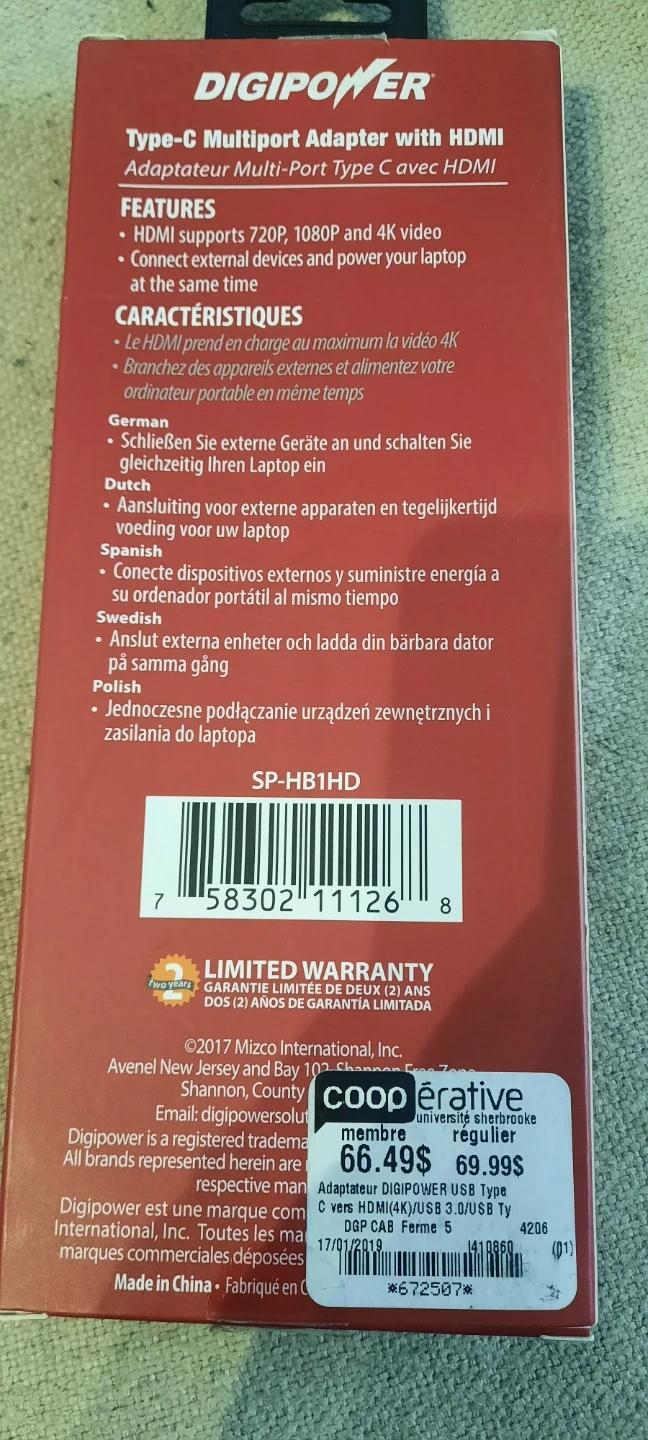 DIGIPOWER
Type-C Multiport Adapter with HDMI
Adaptateur Multi-Port Type C avec HDMI
FEATURES
• HDMI supports 720P, 1080P and 4K video
• Connect external devices and power your laptop
at the same time
CARACTÉRISTIQUES
• Le HDMI prend en charge au maximum la vidéo 4K
• Branchez des appareils externes et alimentez votre
ordinateur portable en même temps
German
• Schließen Sie externe Geräte an und schalten Sie
gleichzeitig Ihren Laptop ein
Dutch
• Aansluiting voor externe apparaten en tegelijkertijd
voeding voor uw laptop
Spanish
• Conecte dispositivos externos y suministre energía a
su ordenador portátil al mismo tiempo
Swedish
• Anslut externa enheter och ladda din bärbara dator
på samma gång
Polish
• Jednoczesne podłączanie urządzeń zewnętrznych i
zasilania do laptopa
SP-HB1HD
7 58302 11126 8
2 two years
LIMITED WARRANTY
GARANTIE LIMITÉE DE DEUX (2) ANS
DOS (2) AÑOS DE GARANTÍA LIMITADA
©2017 Mizco International, Inc.
Avenel New Jersey and Bay 102, Shannon Free Zone
Shannon, County
Email: digipowersolut
Digipower is a registered tradema
All brands represented herein are
respective man
Digipower est une marque com
International, Inc. Toutes les ma
marques commerciales déposées
Made in China • Fabriqué en C
coopérative
université sherbrooke
membre régulier
66.49$ 69.99$
Adaptateur DIGIPOWER USB Type
C vers HDMI(4K)/USB 3.0/USB Ty
DGP CAB Ferme 5 4206
17/01/2019 I410860 (01)
*672507*